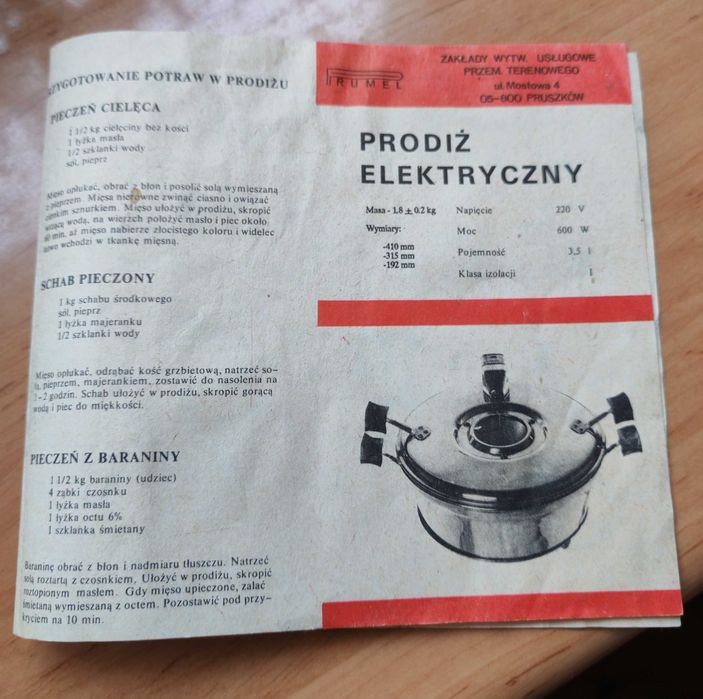 PRZYGOTOWANIE POTRAW W PRODIŻU
PIECZEŃ CIELĘCA
1 1/2 kg cielęciny bez kości
1 łyżka masła
1/2 szklanki wody
sól, pieprz
Mięso opłukać, obrać z błon i posolić solą wymieszaną
z pieprzem. Mięsa nierówne zwinąć ciasno i owiązać
cienkim sznurkiem. Mięso ułożyć w prodiżu, skropić
wrzącą wodą, na wierzch położyć masło i piec około
min, aż mięso nabierze złocistego koloru i widelec
łatwo wchodzi w tkankę mięsną.
SCHAB PIECZONY
1 kg schabu środkowego
sól, pieprz
1 łyżka majeranku
1/2 szklanki wody
Mięso opłukać, odrąbać kość grzbietową, natrzeć so-
lą, pieprzem, majerankiem, zostawić do nasolenia na
1-2 godzin. Schab ułożyć w prodiżu, skropić gorącą
wodą i piec do miękkości.
PIECZEŃ Z BARANINY
1 1/2 kg baraniny (udziec)
4 ząbki czosnku
1 łyżka masła
1 łyżka octu 6%
1 szklanka śmietany
Baraninę obrać z błon i nadmiaru tłuszczu. Natrzeć
solą roztartą z czosnkiem. Ułożyć w prodiżu, skropić
roztopionym masłem. Gdy mięso upieczone, zalać
śmietaną wymieszaną z octem. Pozostawić pod przy-
kryciem na 10 min.
PRUMEL
ZAKŁADY WYTW. USŁUGOWE
PRZEM. TERENOWEGO
ul. Mostowa 4
05-800 PRUSZKÓW
PRODIŻ
ELEKTRYCZNY
Masa - 1,8 ± 0,2 kg
Wymiary:
-410 mm
-315 mm
-192 mm
Napięcie 220 V
Moc 600 W
Pojemność 3,5 l
Klasa izolacji I